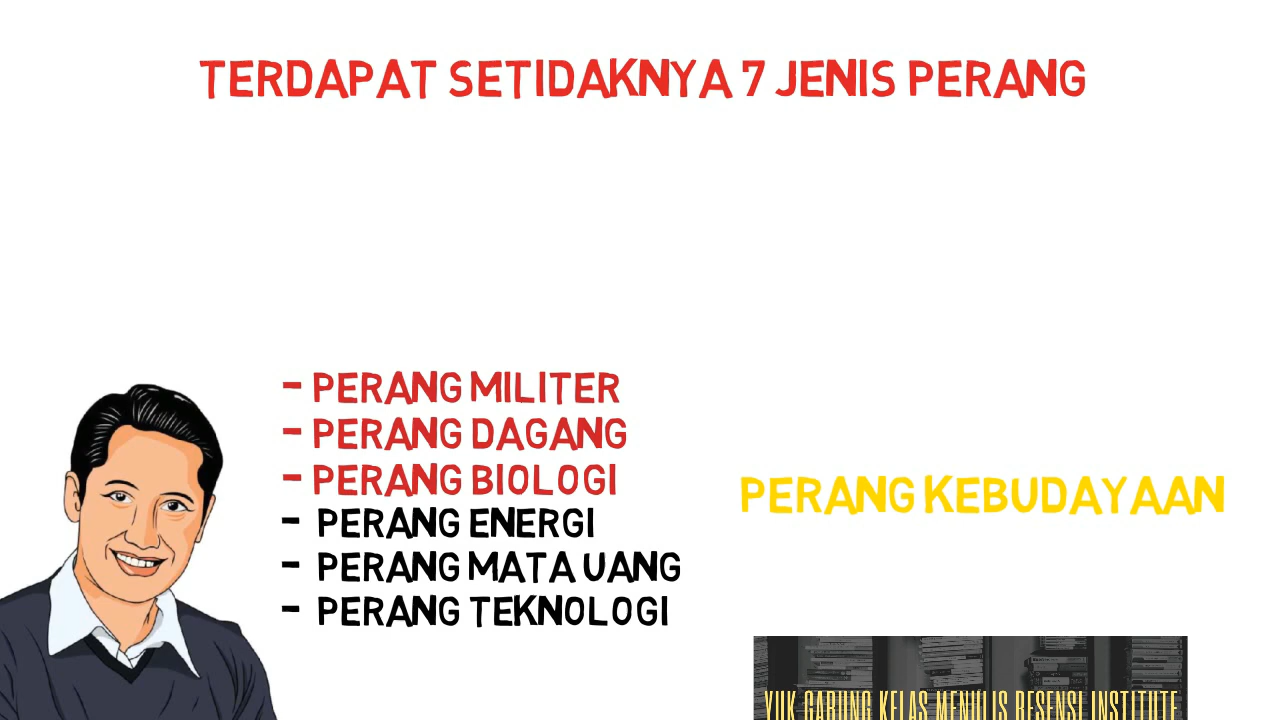 TERDAPAT SETIDAKNYA 7 JENIS PERANG
- PERANG MILITER
- PERANG DAGANG
- PERANG BIOLOGI
- PERANG ENERGI
- PERANG MATA UANG
- PERANG TEKNOLOGI
PERANG KEBUDAYAAN
YUK GABUNG KELAS MENULIS RESENSI INSTITUTE